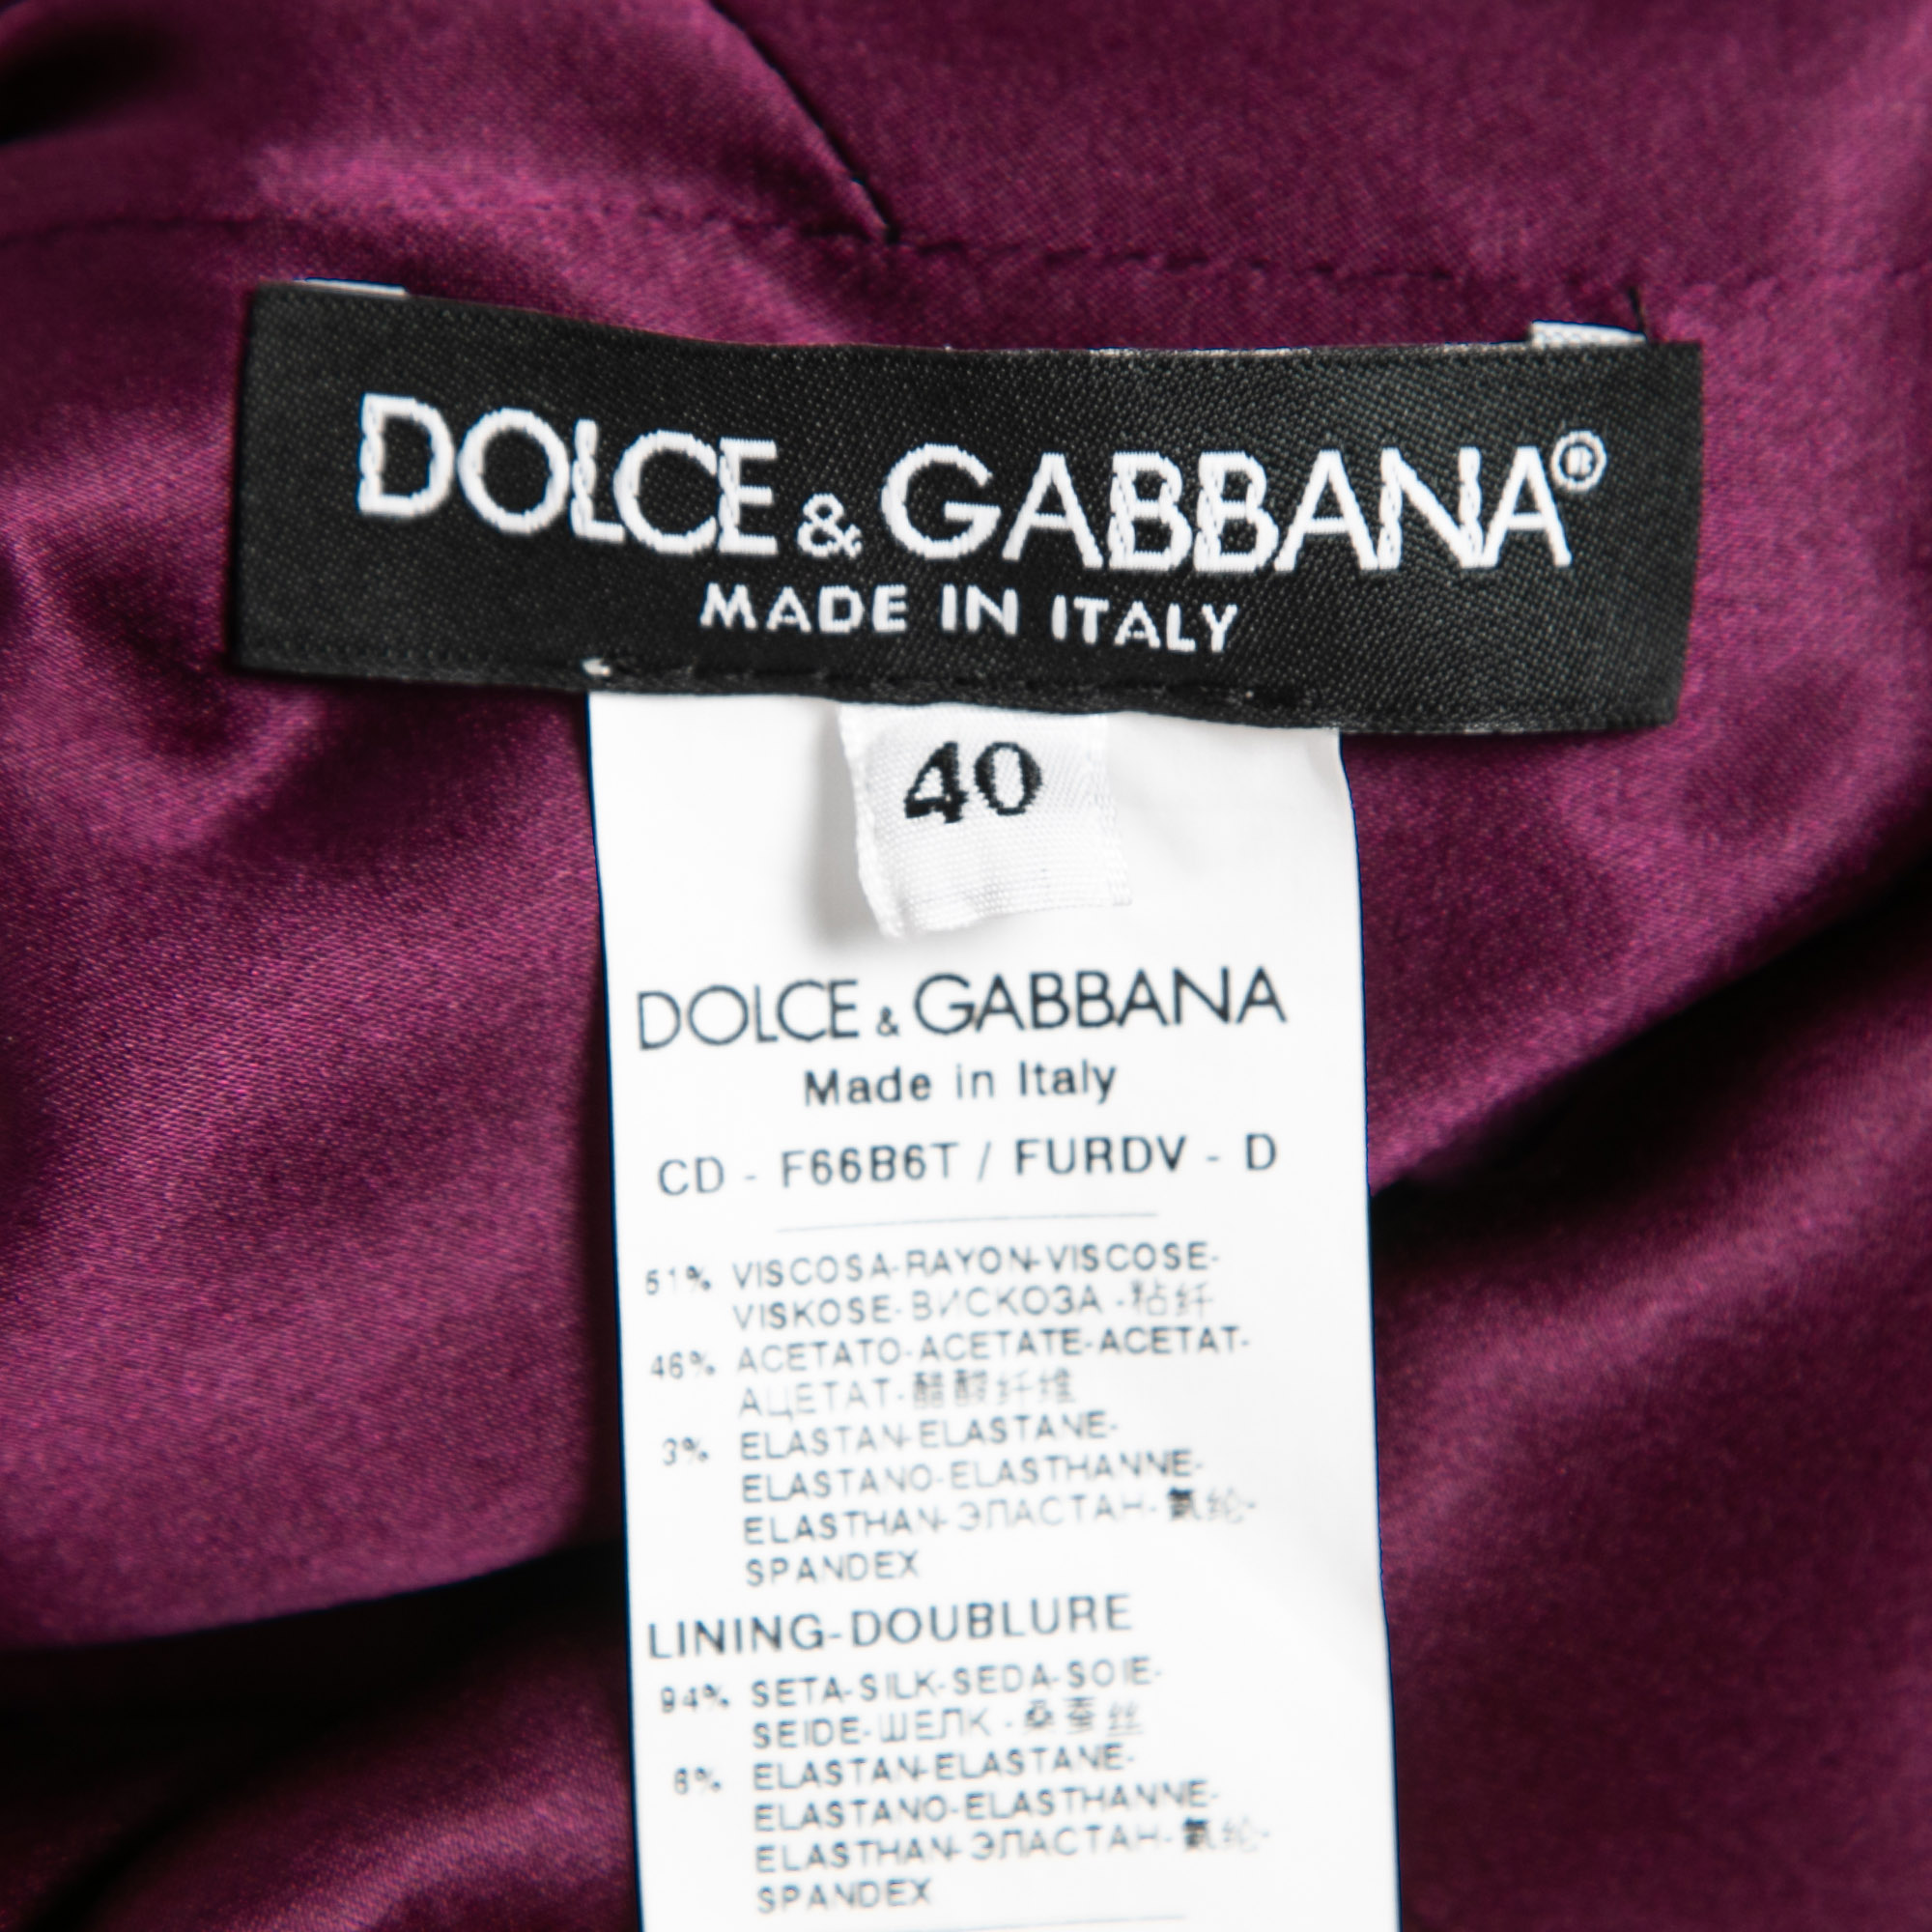 DOLCE & GABBANA®
MADE IN ITALY
40
DOLCE & GABBANA
Made in Italy
CD - F66B6T / FURDV - D
51% VISCOSA-RAYON-VISCOSE-
VISKOSE-ВИСКОЗА -粘纤
46% ACETATO-ACETATE-ACETAT-
АЦЕТАТ-醋酸纤维
3% ELASTAN-ELASTANE-
ELASTANO-ELASTHANNE-
ELASTHAN-ЭЛАСТАН-氨纶-
SPANDEX
LINING-DOUBLURE
94% SETA-SILK-SEDA-SOIE-
SEIDE-ШЕЛК -桑蚕丝
6% ELASTAN-ELASTANE-
ELASTANO-ELASTHANNE-
ELASTHAN-ЭЛАСТАН-氨纶-
SPANDEX